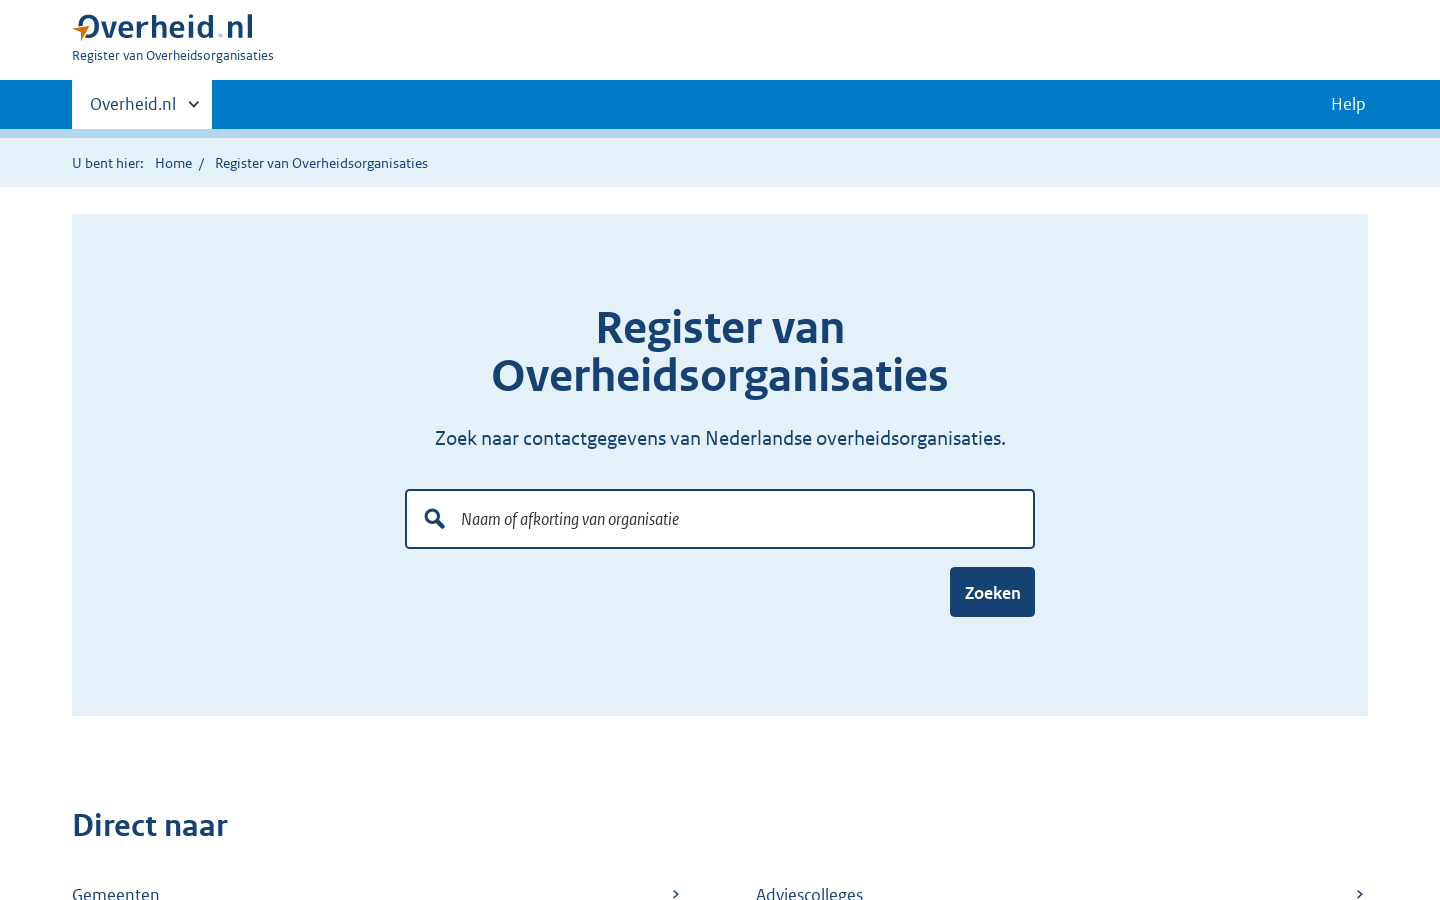 Overheid.nl
Register van Overheidsorganisaties
Overheid.nl
Help
U bent hier: Home / Register van Overheidsorganisaties
Register van
Overheidsorganisaties
Zoek naar contactgegevens van Nederlandse overheidsorganisaties.
Naam of afkorting van organisatie
Zoeken
Direct naar
Gemeenten
Adviescolleges